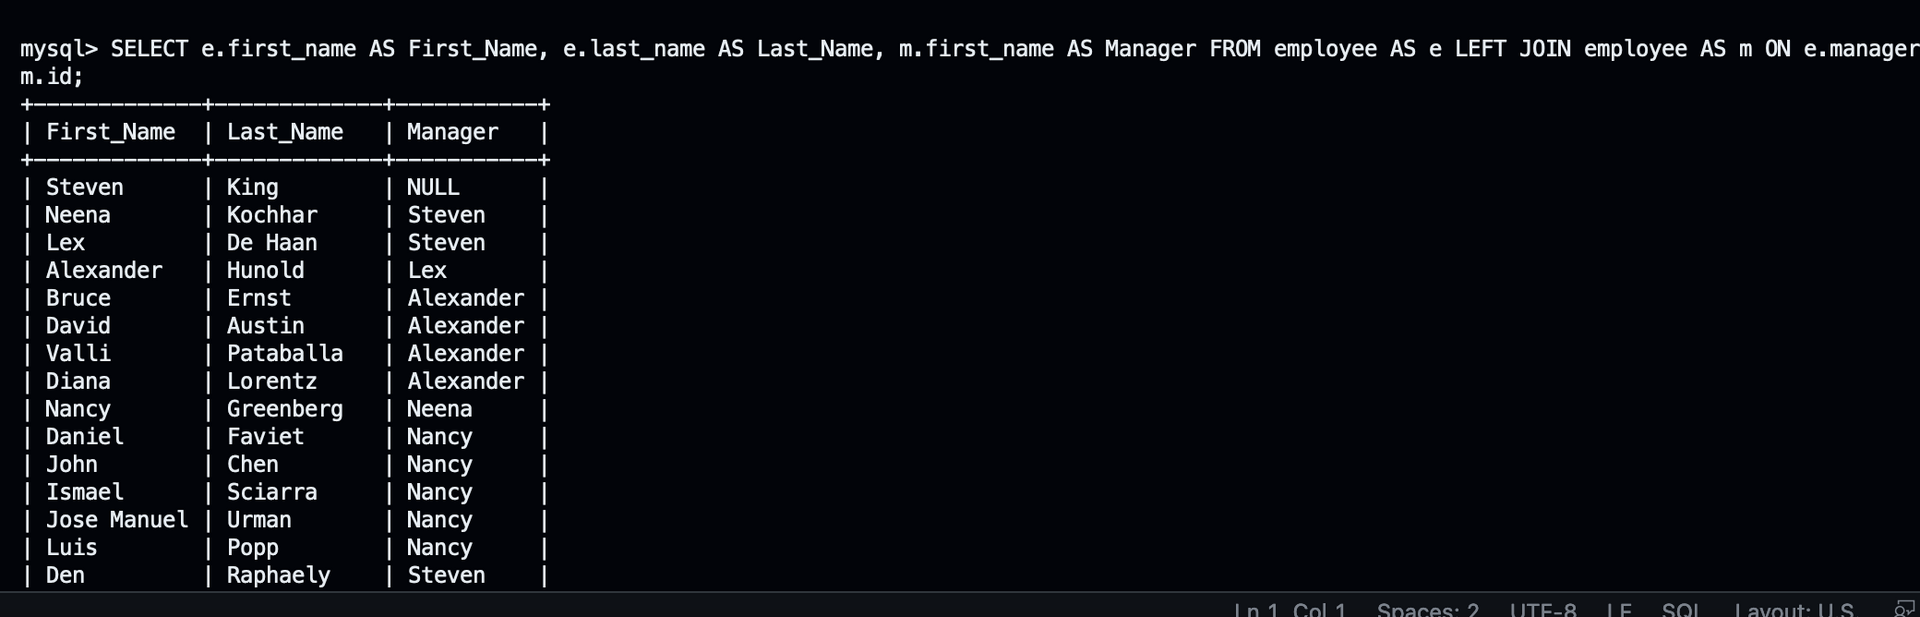 mysql> SELECT e.first_name AS First_Name, e.last_name AS Last_Name, m.first_name AS Manager FROM employee AS e LEFT JOIN employee AS m ON e.manager
m.id;
+-------------+-------------+-----------+
| First_Name  | Last_Name   | Manager   |
+-------------+-------------+-----------+
| Steven      | King        | NULL      |
| Neena       | Kochhar     | Steven    |
| Lex         | De Haan     | Steven    |
| Alexander   | Hunold      | Lex       |
| Bruce       | Ernst       | Alexander |
| David       | Austin      | Alexander |
| Valli       | Pataballa   | Alexander |
| Diana       | Lorentz     | Alexander |
| Nancy       | Greenberg   | Neena     |
| Daniel      | Faviet      | Nancy     |
| John        | Chen        | Nancy     |
| Ismael      | Sciarra     | Nancy     |
| Jose Manuel | Urman       | Nancy     |
| Luis        | Popp        | Nancy     |
| Den         | Raphaely    | Steven    |
Ln 1, Col 1 Spaces: 2 UTF-8 LF SQL Layout: U.S.